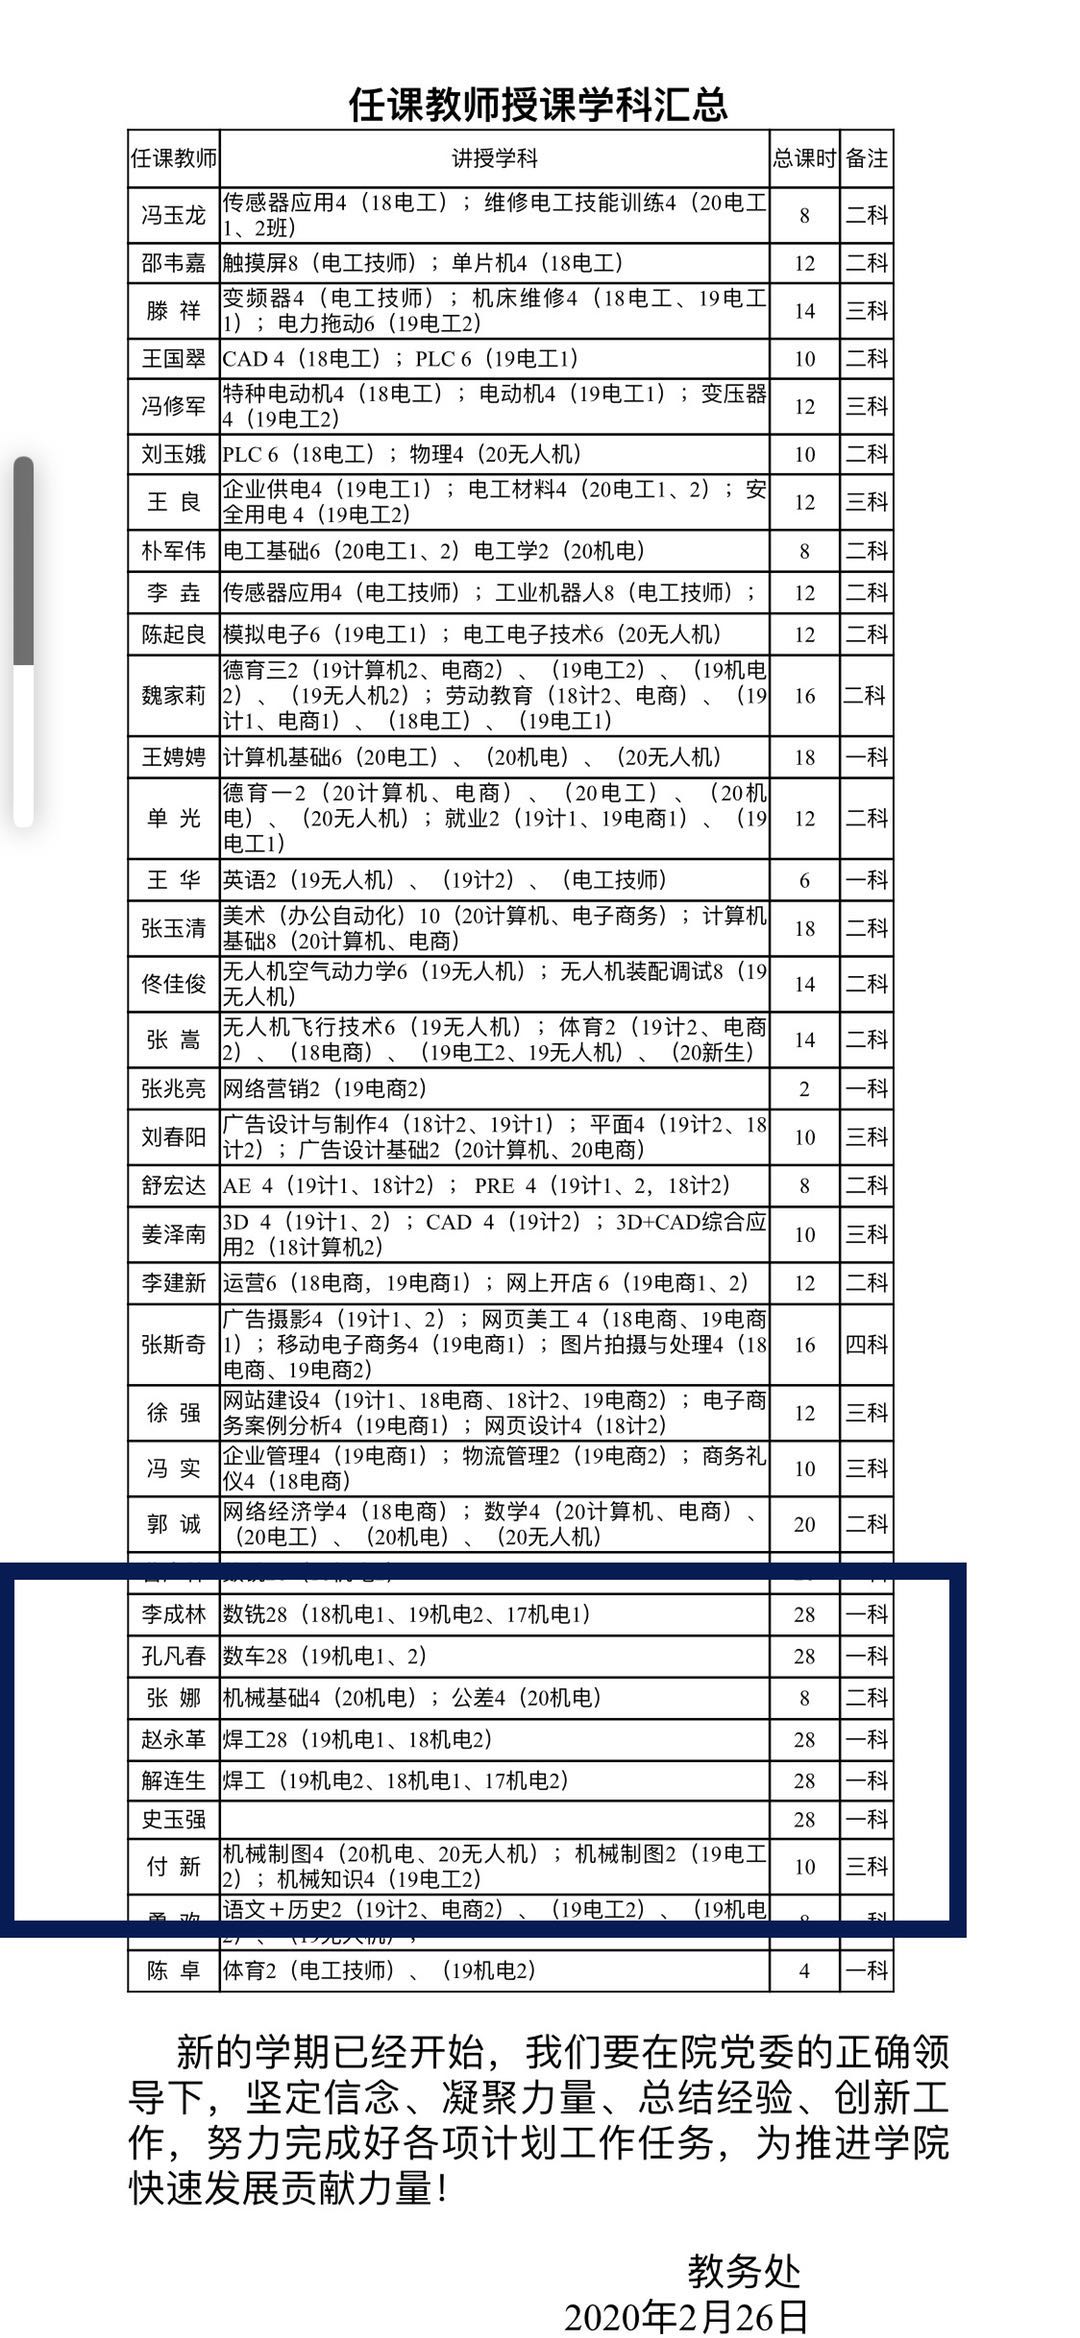 任课教师授课学科汇总
任课教师 讲授学科 总课时 备注
冯玉龙 传感器应用4（18电工）；维修电工技能训练4（20电工
1、2班） 8 二科
邵韦嘉 触摸屏8（电工技师）；单片机4（18电工） 12 二科
滕 祥 变频器4（电工技师）；机床维修4（18电工、19电工
1）；电力拖动6（19电工2） 14 三科
王国翠 CAD 4（18电工）；PLC 6（19电工1） 10 二科
冯修军 特种电动机4（18电工）；电动机4（19电工1）；变压器
4（19电工2） 12 三科
刘玉娥 PLC 6（18电工）；物理4（20无人机） 10 二科
王 良 企业供电4（19电工1）；电工材料4（20电工1、2）；安
全用电 4（19电工2） 12 三科
朴军伟 电工基础6（20电工1、2）电工学2（20机电） 8 二科
李 垚 传感器应用4（电工技师）；工业机器人8（电工技师）； 12 二科
陈起良 模拟电子6（19电工1）；电工电子技术6（20无人机） 12 二科
魏家莉 德育三2（19计算机2、电商2）、（19电工2）、（19机电
2）、（19无人机2）；劳动教育（18计2、电商）、（19
计1、电商1）、（18电工）、（19电工1） 16 二科
王娉娉 计算机基础6（20电工）、（20机电）、（20无人机） 18 一科
单 光 德育一2（20计算机、电商）、（20电工）、（20机
电）、（20无人机）；就业2（19计1、19电商1）、（19
电工1） 12 二科
王 华 英语2（19无人机）、（19计2）、（电工技师） 6 一科
张玉清 美术（办公自动化）10（20计算机、电子商务）；计算机
基础8（20计算机、电商） 18 二科
佟佳俊 无人机空气动力学6（19无人机）；无人机装配调试8（19
无人机） 14 二科
张 嵩 无人机飞行技术6（19无人机）；体育2（19计2、电商
2）、（18电商）、（19电工2、19无人机）、（20新生） 14 二科
张兆亮 网络营销2（19电商2） 2 一科
刘春阳 广告设计与制作4（18计2、19计1）；平面4（19计2、18
计2）；广告设计基础2（20计算机、20电商） 10 三科
舒宏达 AE 4（19计1、18计2）； PRE 4（19计1、2，18计2） 8 二科
姜泽南 3D 4（19计1、2）；CAD 4（19计2）；3D+CAD综合应
用2（18计算机2） 10 三科
李建新 运营6（18电商，19电商1）；网上开店 6（19电商1、2） 12 二科
张斯奇 广告摄影4（19计1、2）；网页美工 4（18电商、19电商
1）；移动电子商务4（19电商1）；图片拍摄与处理4（18
电商、19电商2） 16 四科
徐 强 网站建设4（19计1、18电商、18计2、19电商2）；电子商
务案例分析4（19电商1）；网页设计4（18计2） 12 三科
冯 实 企业管理4（19电商1）；物流管理2（19电商2）；商务礼
仪4（18电商） 10 三科
郭 诚 网络经济学4（18电商）；数学4（20计算机、电商）、
（20电工）、（20机电）、（20无人机） 20 二科
李成林 数铣28（18机电1、19机电2、17机电1） 28 一科
孔凡春 数车28（19机电1、2） 28 一科
张 娜 机械基础4（20机电）；公差4（20机电） 8 二科
赵永革 焊工28（19机电1、18机电2） 28 一科
解连生 焊工（19机电2、18机电1、17机电2） 28 一科
史玉强 28 一科
付 新 机械制图4（20机电、20无人机）；机械制图2（19电工
2）；机械知识4（19电工2） 10 三科
语文＋历史2（19计2、电商2）、（19电工2）、（19机电
陈 卓 体育2（电工技师）、（19机电2） 4 一科
新的学期已经开始，我们要在院党委的正确领
导下，坚定信念、凝聚力量、总结经验、创新工
作，努力完成好各项计划工作任务，为推进学院
快速发展贡献力量！
教务处
2020年2月26日